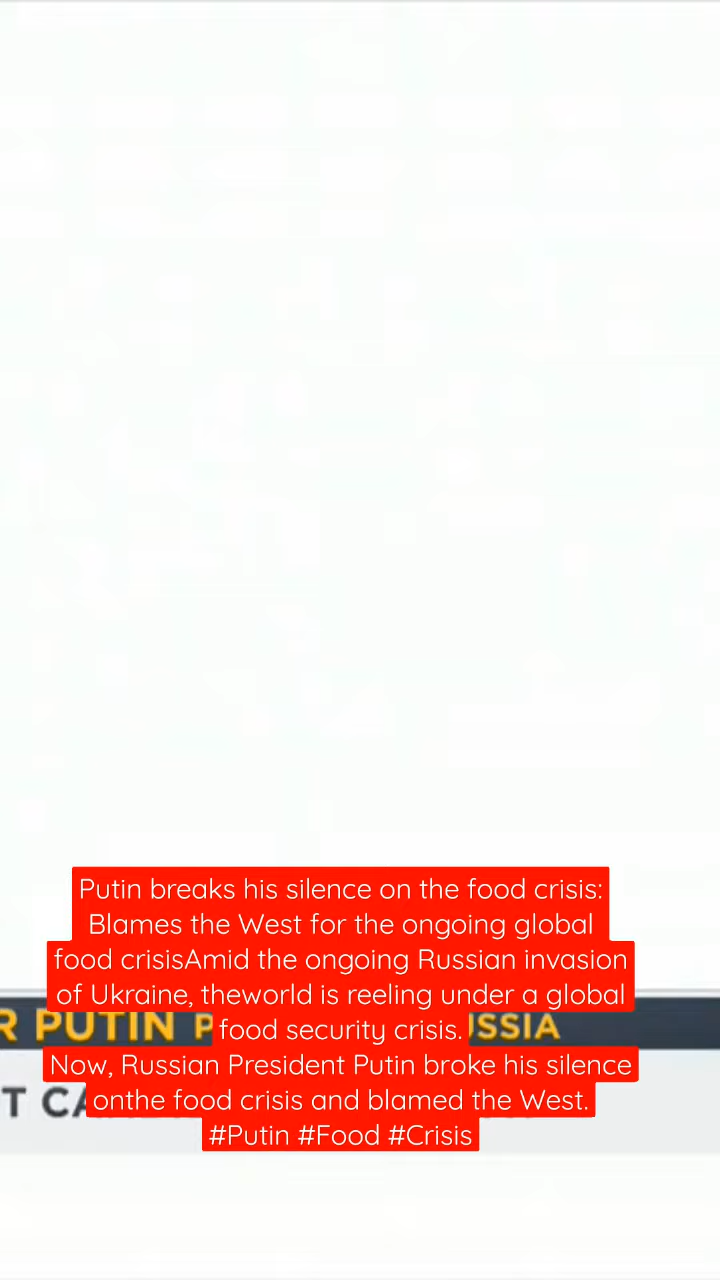 Putin breaks his silence on the food crisis:
Blames the West for the ongoing global
food crisisAmid the ongoing Russian invasion
of Ukraine, theworld is reeling under a global
food security crisis.
Now, Russian President Putin broke his silence
onthe food crisis and blamed the West.
#Putin #Food #Crisis
R PUTIN